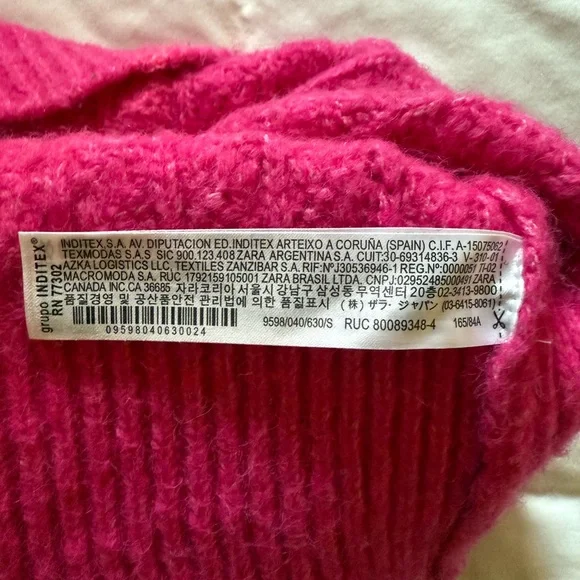 grupo INDITEX®
RN 77302
INDITEX,S.A. AV. DIPUTACION ED.INDITEX ARTEIXO A CORUÑA (SPAIN) C.I.F. A-15075062
TEXMODAS S.A.S SIC 900.123.408 ZARA ARGENTINA S.A. CUIT:30-69314836-3 V-310-01
AZKA LOGISTICS LLC, TEXTILES ZANZIBAR S.A. RIF:NºJ30536946-1 REG.Nº:0000051 TI-02
MACROMODA S.A. RUC 1792159105001 ZARA BRASIL LTDA. CNPJ:02952485000491 ZARA
CANADA INC.CA 36685 자라코리아서울시강남구 삼성동무역센터 20층02-3413-9800
품질경영 및 공산품안전 관리법에 의한 품질표시 (株) ザラ・ジャパン (03-6415-8061)
09598040630024
9598/040/630/S RUC 80089348-4 165/84A